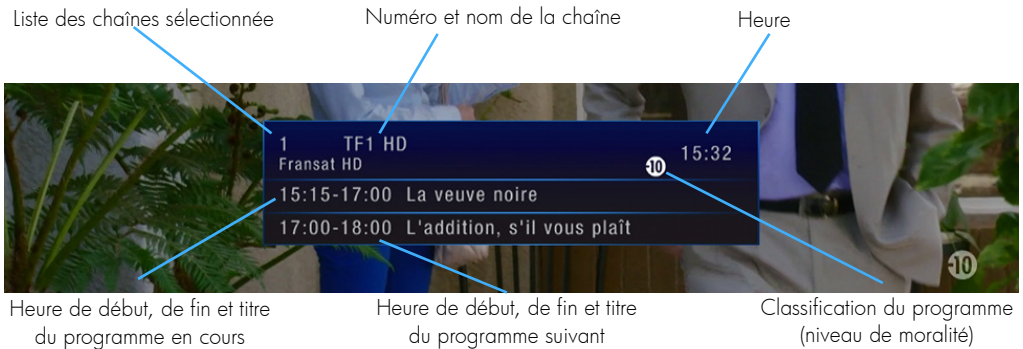 Liste des chaînes sélectionnée
Numéro et nom de la chaîne
Heure
1 TF1 HD
Fransat HD
15:32
-10
15:15-17:00 La veuve noire
17:00-18:00 L'addition, s'il vous plaît
-10
Heure de début, de fin et titre
du programme en cours
Heure de début, de fin et titre
du programme suivant
Classification du programme
(niveau de moralité)